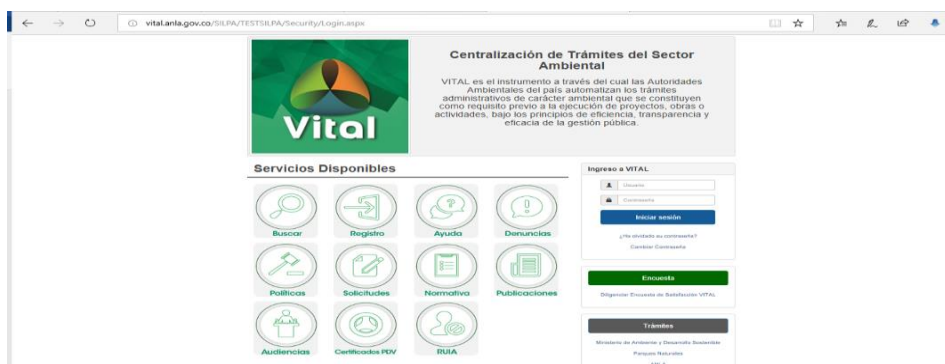 vital.anla.gov.co/SILPA/TESTSILPA/Security/Login.aspx
Vital
Centralización de Trámites del Sector
Ambiental
VITAL es el instrumento a través del cual las Autoridades
Ambientales del país automatizan los trámites
administrativos de carácter ambiental que se constituyen
como requisito previo a la ejecución de proyectos, obras o
actividades, bajo los principios de eficiencia, transparencia y
eficacia de la gestión pública.
Servicios Disponibles
Buscar
Registro
Ayuda
Denuncias
Políticas
Solicitudes
Normativa
Publicaciones
Audiencias
Certificados PDV
RUIA
Ingreso a VITAL
Usuario
Contraseña
Iniciar sesión
¿Ha olvidado su contraseña?
Cambiar Contraseña
Encuesta
Diligenciar Encuesta de Satisfacción VITAL
Trámites
Ministerio de Ambiente y Desarrollo Sostenible
Parques Naturales